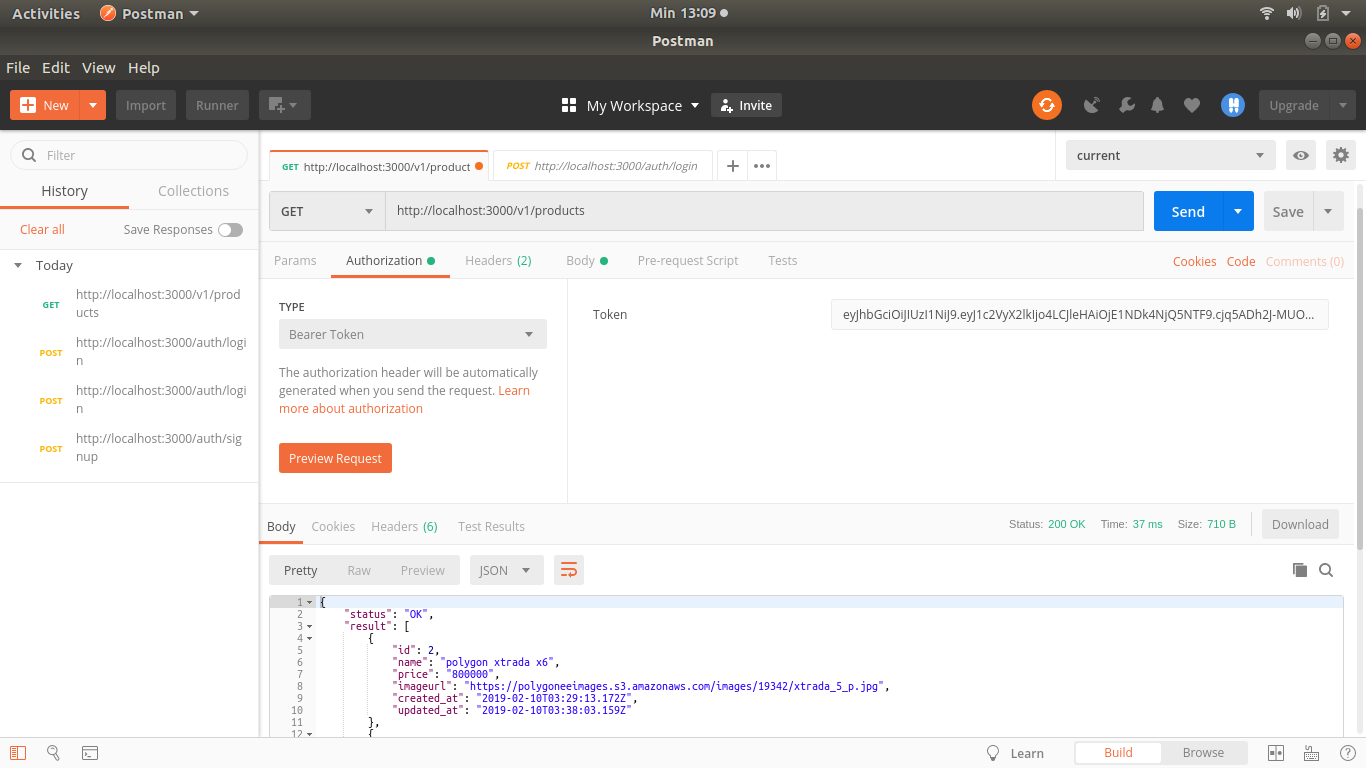 Activities Postman Min 13:09
Postman
File Edit View Help
New Import Runner My Workspace Invite Upgrade
Filter
History Collections
Clear all Save Responses
Today
GET http://localhost:3000/v1/prod
ucts
POST http://localhost:3000/auth/logi
n
POST http://localhost:3000/auth/logi
n
POST http://localhost:3000/auth/sig
nup
GET http://localhost:3000/v1/product POST http://localhost:3000/auth/login + ••• current
GET http://localhost:3000/v1/products Send Save
Params Authorization Headers (2) Body Pre-request Script Tests Cookies Code Comments (0)
TYPE
Bearer Token
The authorization header will be automatically
generated when you send the request. Learn
more about authorization
Preview Request
Token eyJhbGciOiJIUzI1NiJ9.eyJ1c2VyX2lkIjo4LCJleHAiOjE1NDk4NjQ5NTF9.cjq5ADh2J-MUO...
Body Cookies Headers (6) Test Results Status: 200 OK Time: 37 ms Size: 710 B Download
Pretty Raw Preview JSON
1 {
2 "status": "OK",
3 "result": [
4 {
5 "id": 2,
6 "name": "polygon xtrada x6",
7 "price": "800000",
8 "imageurl": "https://polygoneeimages.s3.amazonaws.com/images/19342/xtrada_5_p.jpg",
9 "created_at": "2019-02-10T03:29:13.172Z",
10 "updated_at": "2019-02-10T03:38:03.159Z"
11 },
12 {
Learn Build Browse